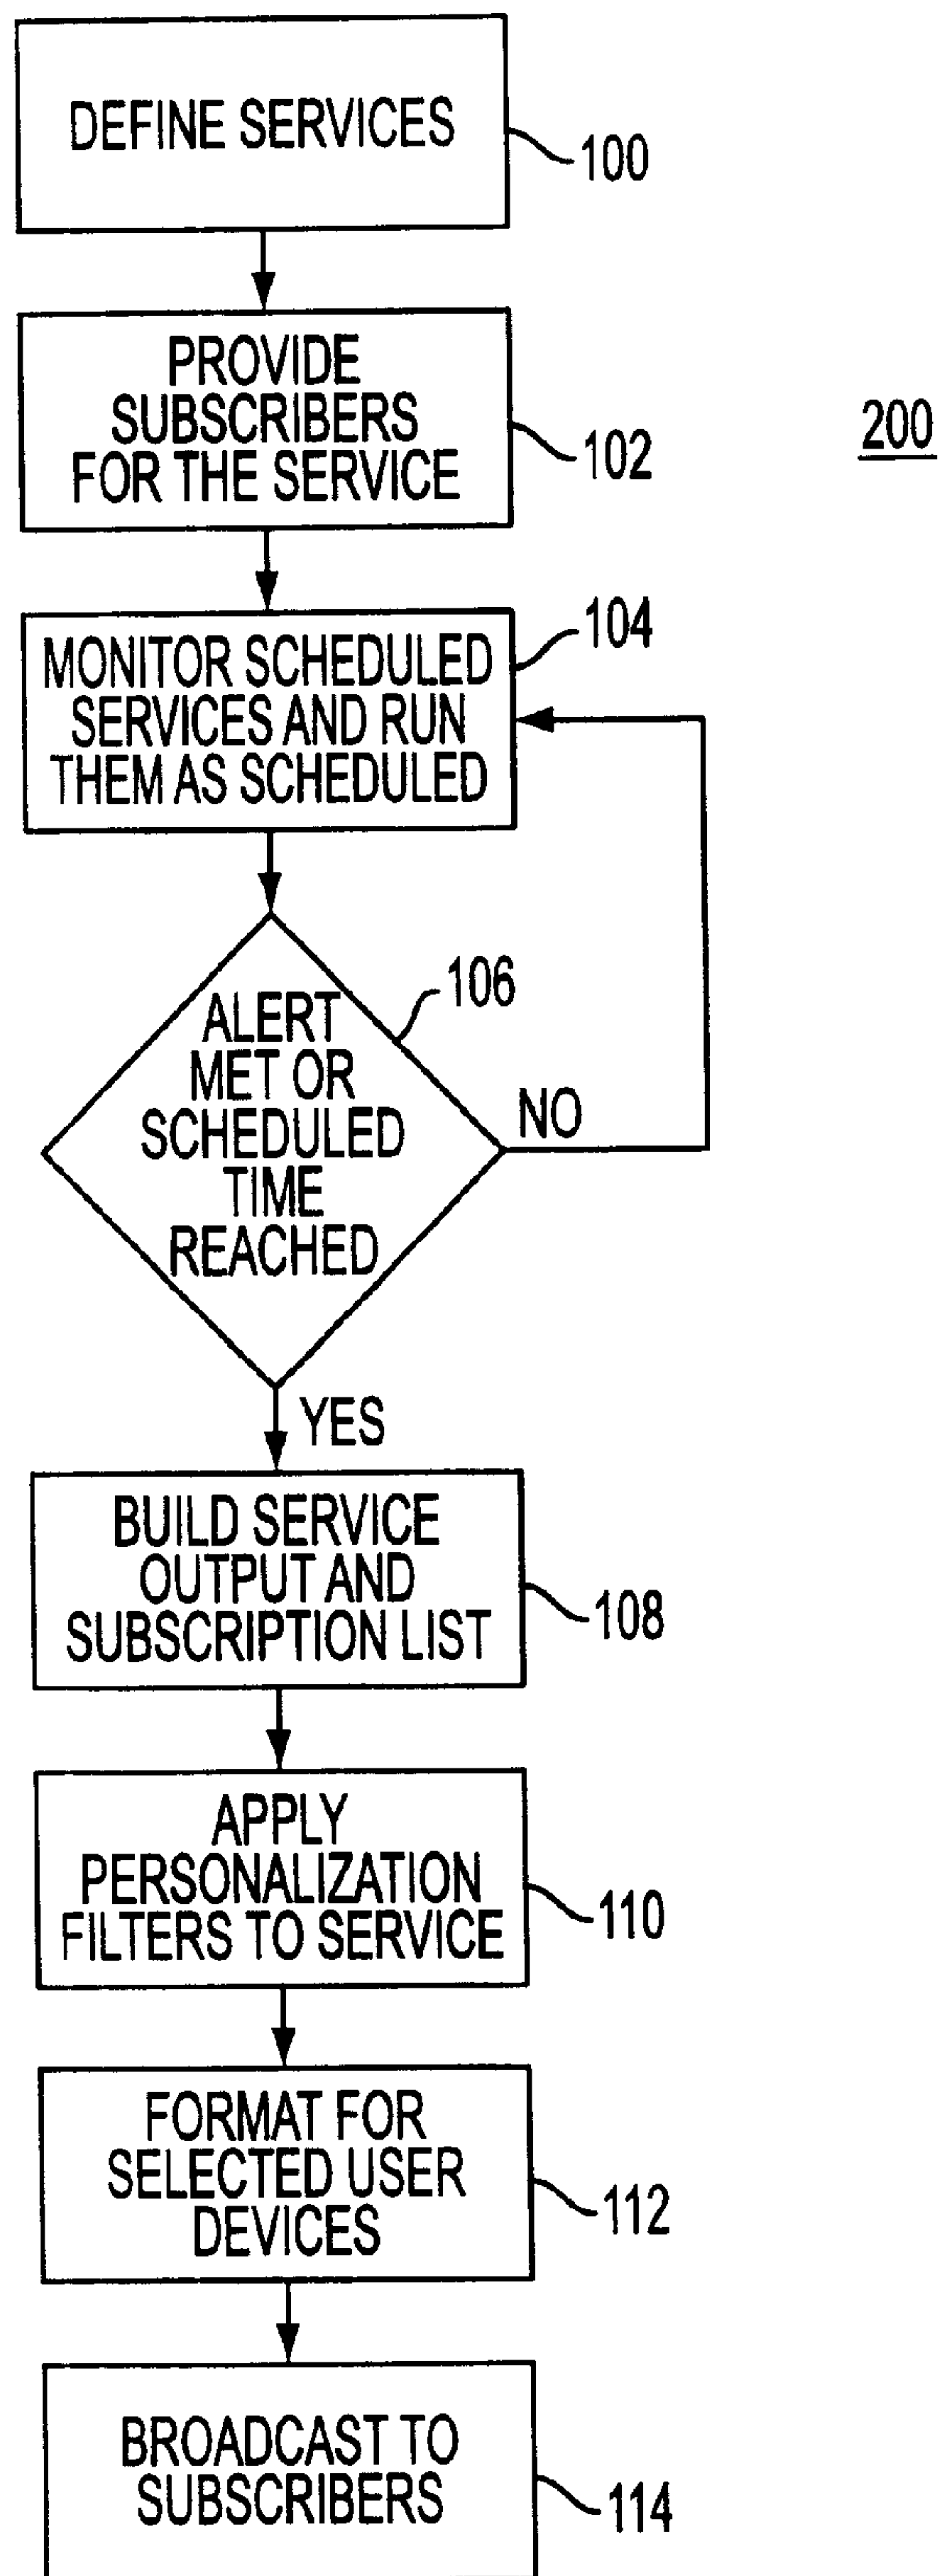 DEFINE SERVICES
100
PROVIDE
SUBSCRIBERS
FOR THE SERVICE
102
200
104
MONITOR SCHEDULED
SERVICES AND RUN
THEM AS SCHEDULED
106
ALERT
MET OR
SCHEDULED
TIME
REACHED
NO
YES
BUILD SERVICE
OUTPUT AND
SUBSCRIPTION LIST
108
APPLY
PERSONALIZATION
FILTERS TO SERVICE
110
FORMAT FOR
SELECTED USER
DEVICES
112
BROADCAST TO
SUBSCRIBERS
114